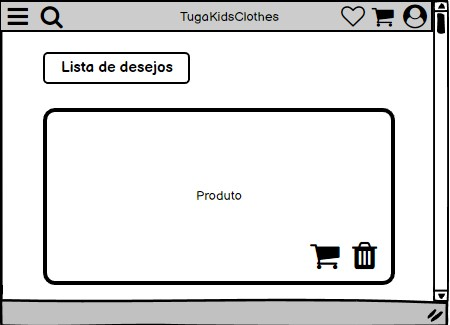 TugaKidsClothes
Lista de desejos
Produto